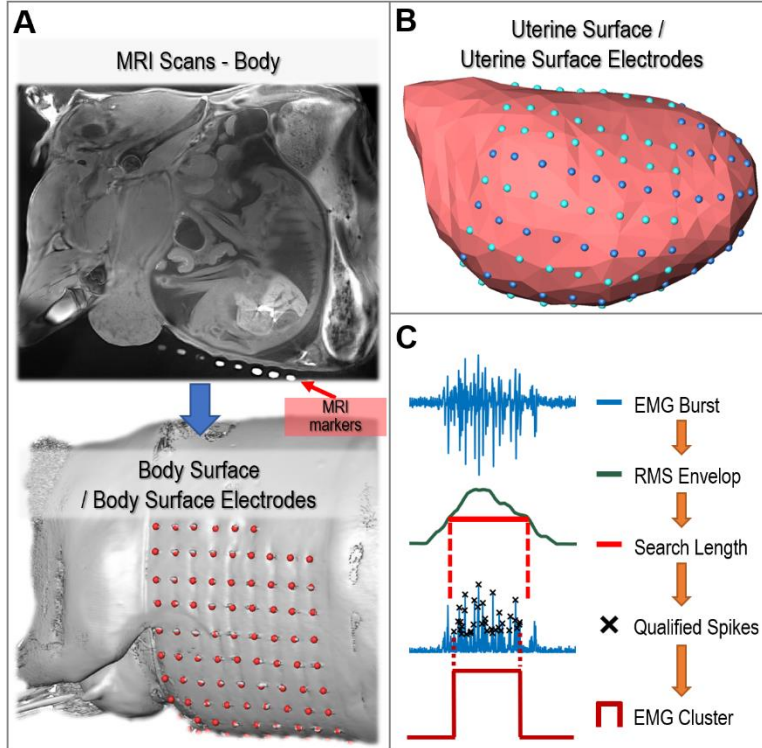 A
MRI Scans - Body
MRI
markers
Body Surface
/ Body Surface Electrodes
B
Uterine Surface /
Uterine Surface Electrodes
C
EMG Burst
RMS Envelop
Search Length
Qualified Spikes
EMG Cluster